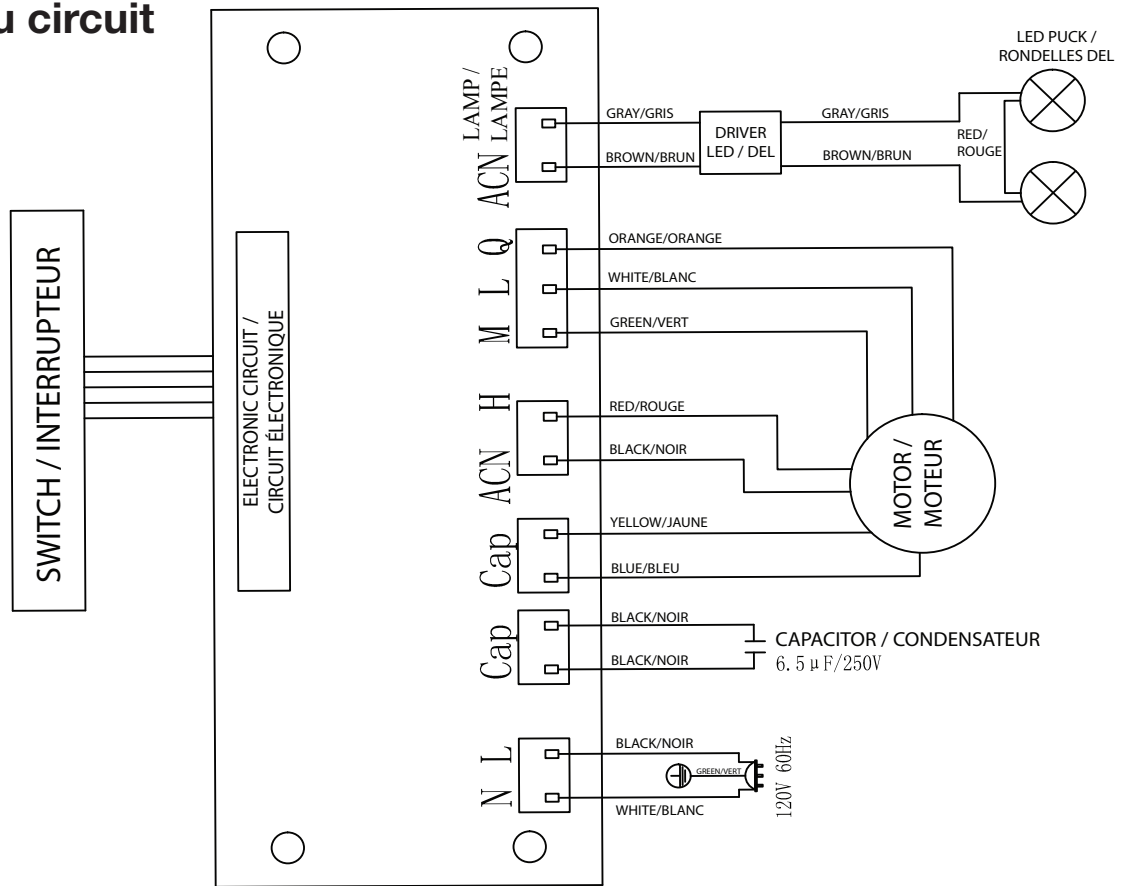 u circuit
LED PUCK /
RONDELLES DEL
LAMP /
LAMPE
ACN
GRAY/GRIS
BROWN/BRUN
DRIVER
LED / DEL
GRAY/GRIS
BROWN/BRUN
RED/
ROUGE
Q
L
M
ORANGE/ORANGE
WHITE/BLANC
GREEN/VERT
SWITCH / INTERRUPTEUR
ELECTRONIC CIRCUIT /
CIRCUIT ÉLECTRONIQUE
H
ACN
RED/ROUGE
BLACK/NOIR
MOTOR /
MOTEUR
Cap
YELLOW/JAUNE
BLUE/BLEU
Cap
BLACK/NOIR
BLACK/NOIR
CAPACITOR / CONDENSATEUR
6.5 µF/250V
L
N
BLACK/NOIR
GREEN/VERT
WHITE/BLANC
120V 60Hz